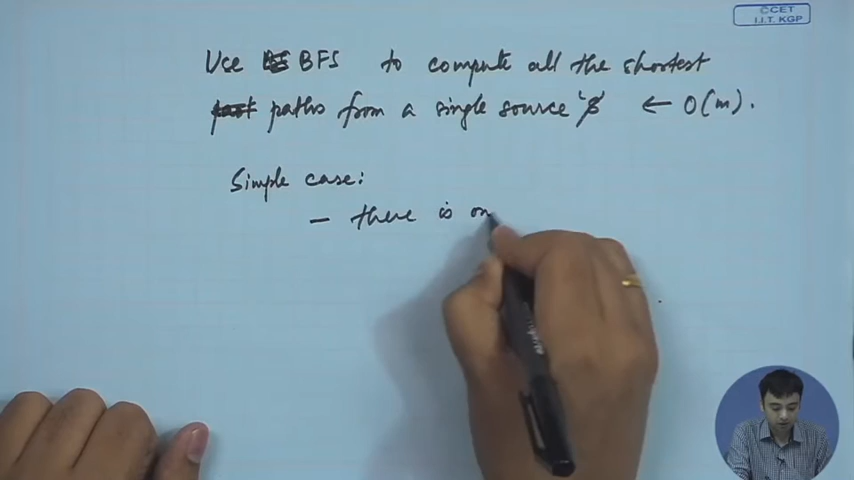 ©CET
I.I.T. KGP
Use BFS to compute all the shortest
paths from a single source 's' ← O(m).
Simple case:
– there is on